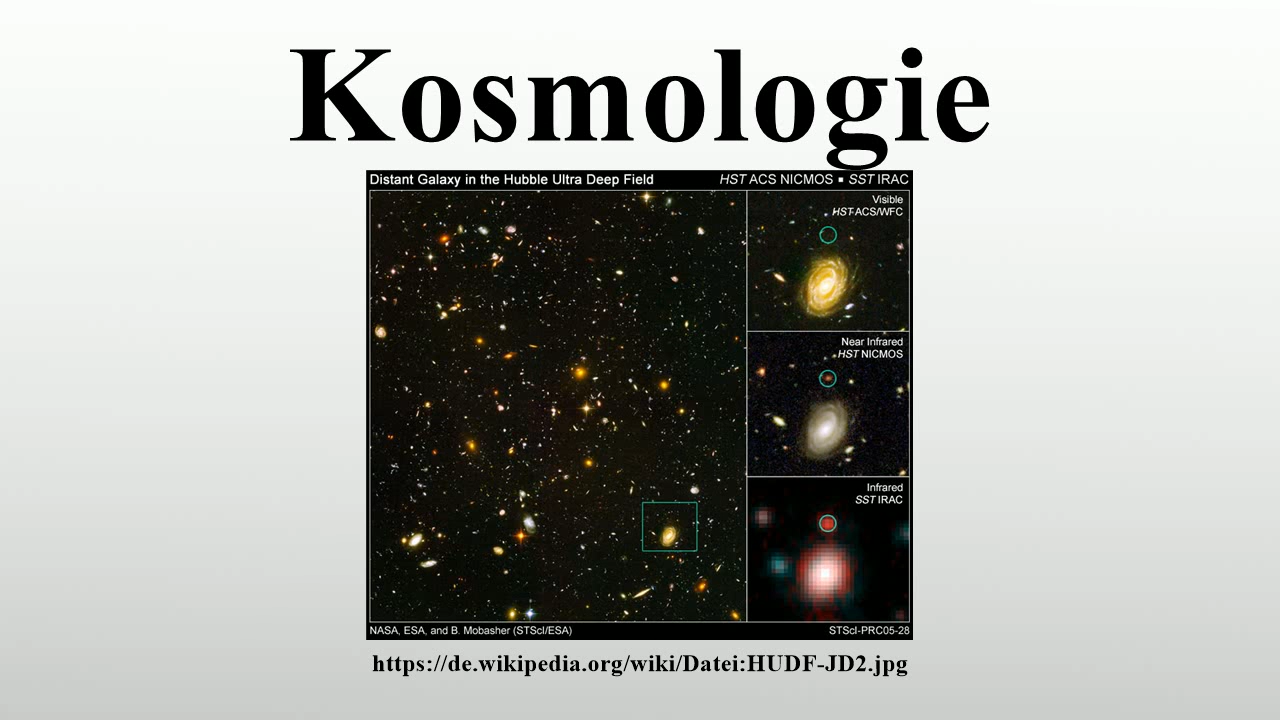 Kosmologie
Distant Galaxy in the Hubble Ultra Deep Field
HST ACS NICMOS ▪ SST IRAC
Visible
HST ACS/WFC
Near Infrared
HST NICMOS
Infrared
SST IRAC
NASA, ESA, and B. Mobasher (STScI/ESA)
STScI-PRC05-28
https://de.wikipedia.org/wiki/Datei:HUDF-JD2.jpg